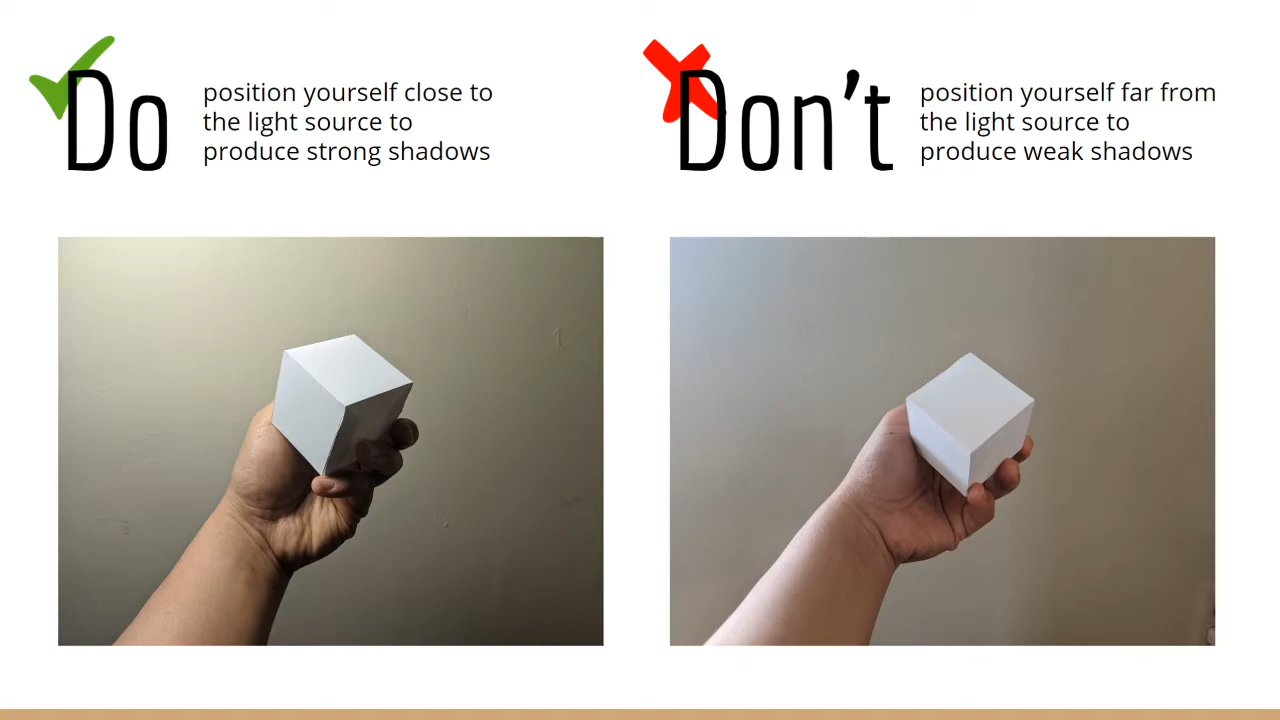 Do
position yourself close to
the light source to
produce strong shadows
Don’t
position yourself far from
the light source to
produce weak shadows